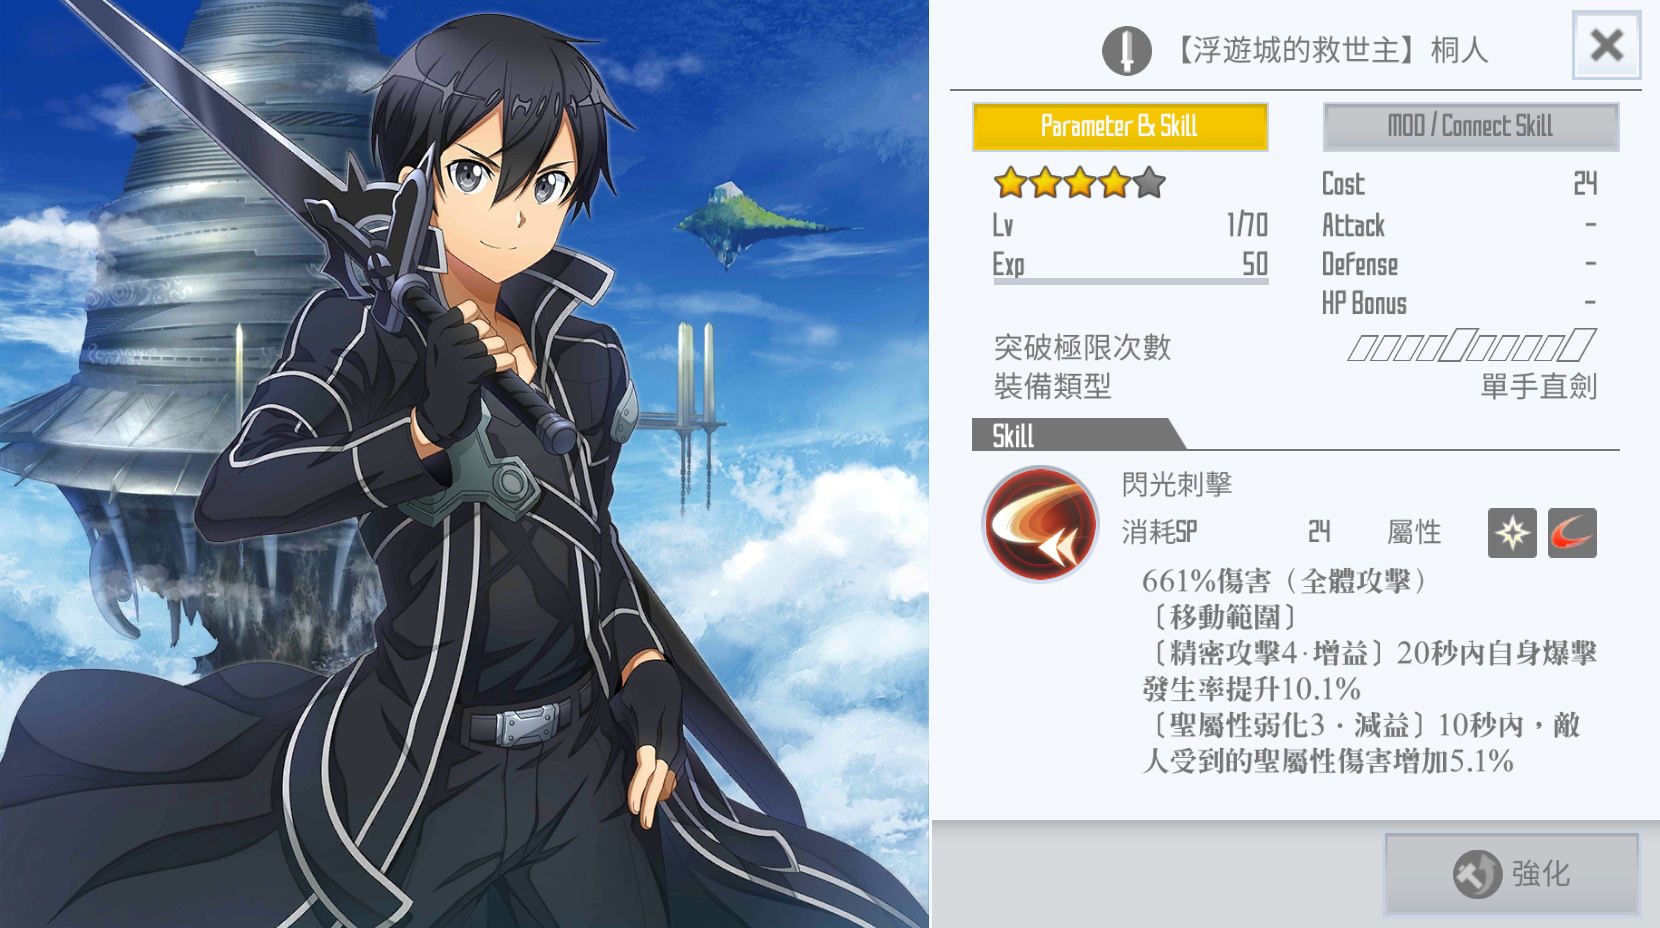 【浮遊城的救世主】桐人
Parameter & Skill
MOD / Connect Skill
Cost 24
Lv 1/70
Attack -
Exp 50
Defense -
HP Bonus -
突破極限次數
裝備類型 單手直劍
Skill
閃光刺擊
消耗SP 24 屬性
661%傷害（全體攻擊）
〔移動範圍〕
〔精密攻擊4·增益〕20秒內自身爆擊
發生率提升10.1%
〔聖屬性弱化3·減益〕10秒內，敵
人受到的聖屬性傷害增加5.1%
強化